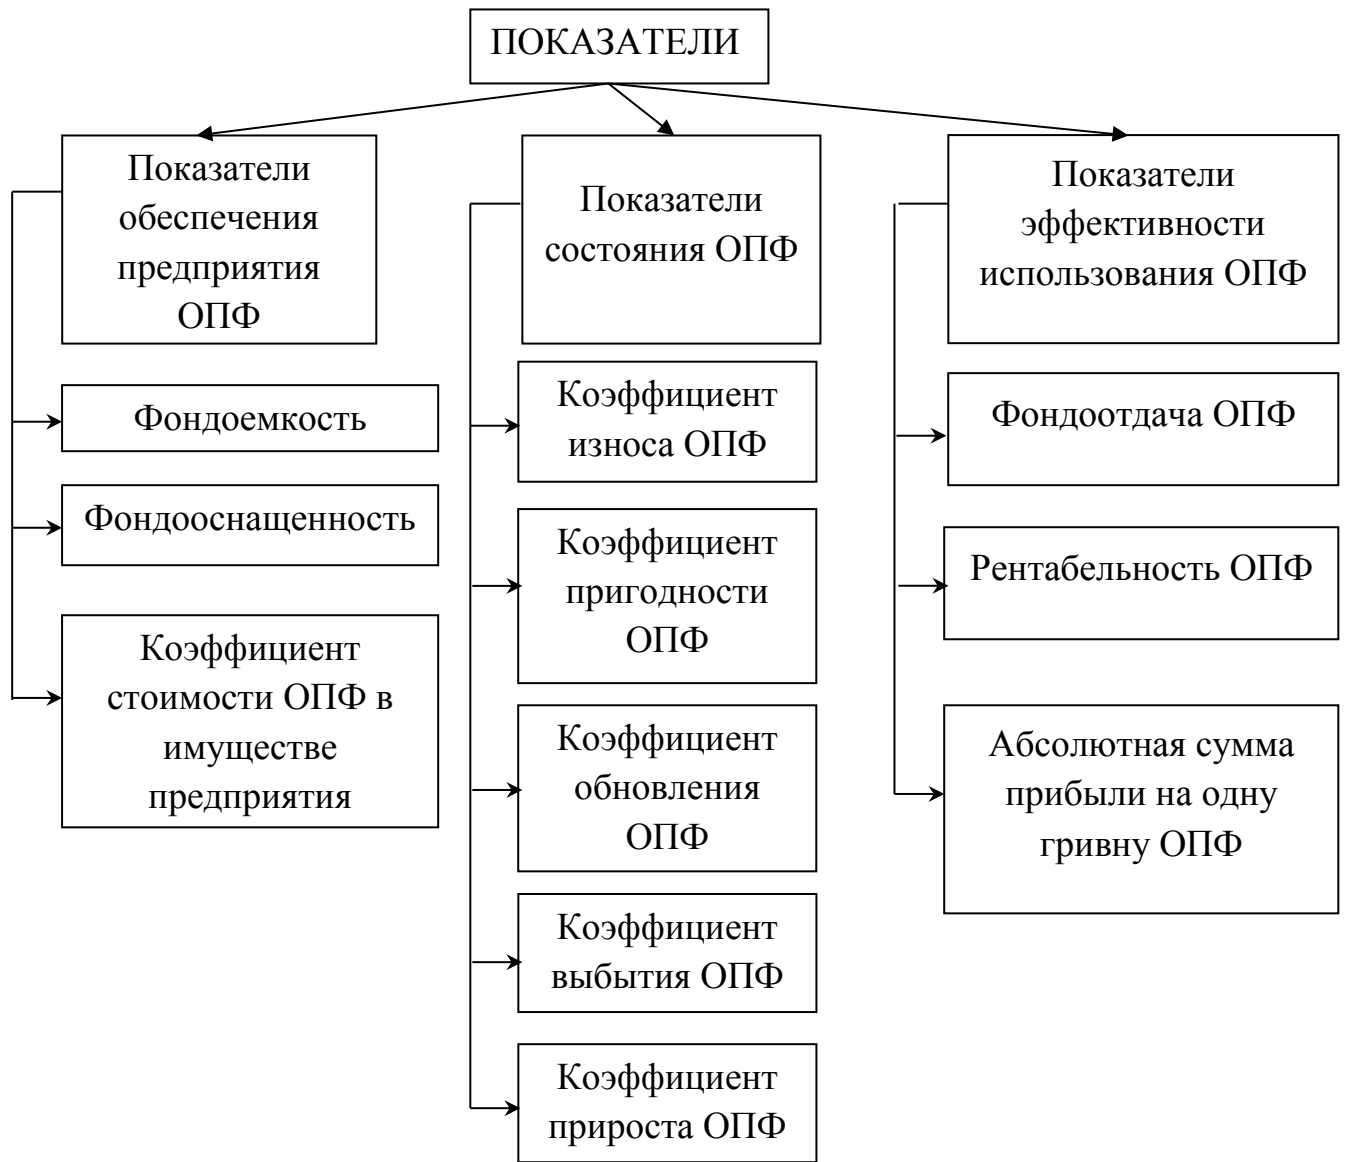 ПОКАЗАТЕЛИ
Показатели
обеспечения
предприятия
ОПФ
Фондоемкость
Фондооснащенность
Коэффициент
стоимости ОПФ в
имуществе
предприятия
Показатели
состояния ОПФ
Коэффициент
износа ОПФ
Коэффициент
пригодности
ОПФ
Коэффициент
обновления
ОПФ
Коэффициент
выбытия ОПФ
Коэффициент
прироста ОПФ
Показатели
эффективности
использования ОПФ
Фондоотдача ОПФ
Рентабельность ОПФ
Абсолютная сумма
прибыли на одну
гривну ОПФ